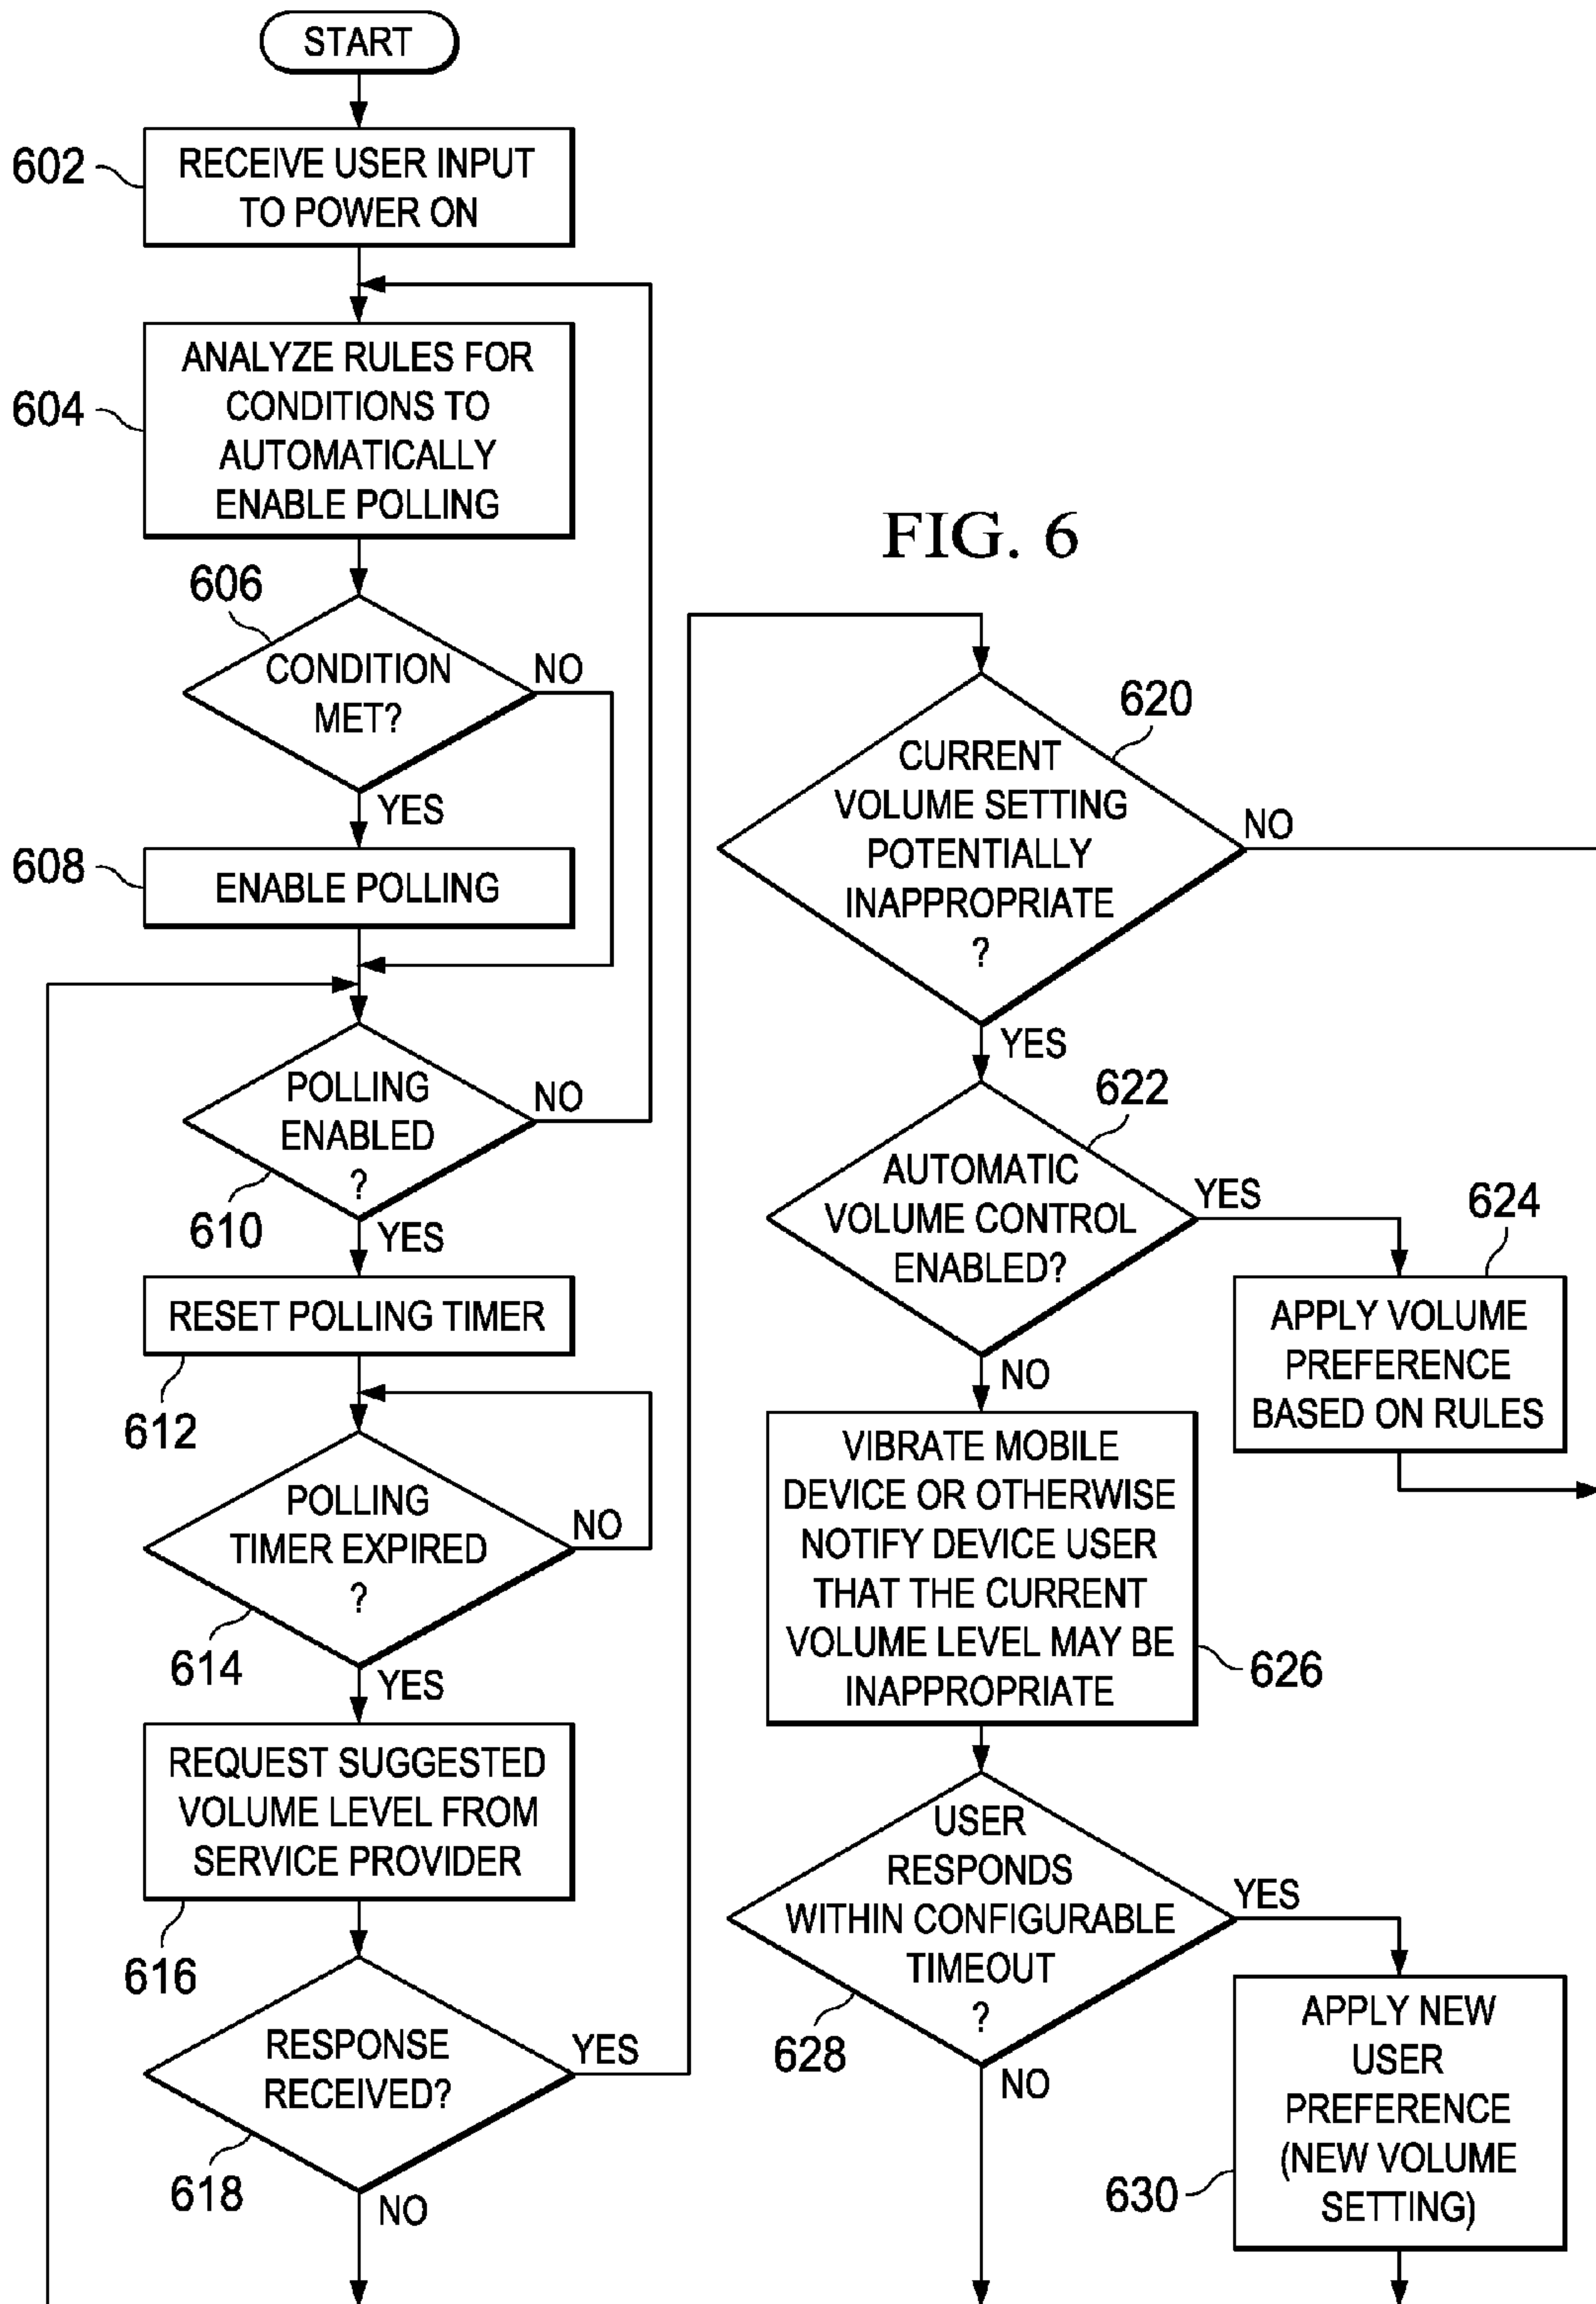 START
602
RECEIVE USER INPUT
TO POWER ON
604
ANALYZE RULES FOR
CONDITIONS TO
AUTOMATICALLY
ENABLE POLLING
606
CONDITION
MET?
NO
YES
608
ENABLE POLLING
POLLING
ENABLED
?
NO
610
YES
RESET POLLING TIMER
612
POLLING
TIMER EXPIRED
?
NO
614
YES
REQUEST SUGGESTED
VOLUME LEVEL FROM
SERVICE PROVIDER
616
RESPONSE
RECEIVED?
YES
618
NO
FIG. 6
620
CURRENT
VOLUME SETTING
POTENTIALLY
INAPPROPRIATE
?
NO
YES
622
AUTOMATIC
VOLUME CONTROL
ENABLED?
YES
624
APPLY VOLUME
PREFERENCE
BASED ON RULES
NO
VIBRATE MOBILE
DEVICE OR OTHERWISE
NOTIFY DEVICE USER
THAT THE CURRENT
VOLUME LEVEL MAY BE
INAPPROPRIATE
626
USER
RESPONDS
WITHIN CONFIGURABLE
TIMEOUT
?
YES
628
NO
APPLY NEW
USER
PREFERENCE
(NEW VOLUME
SETTING)
630